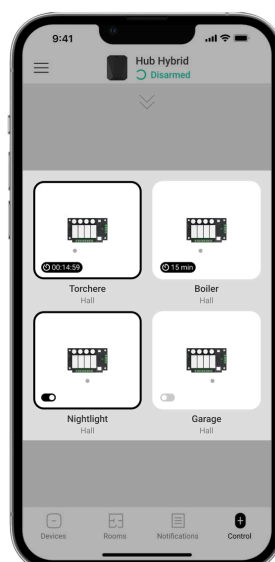 9:41
Hub Hybrid
Disarmed
00:14:59
15 min
Torchere
Boiler
Hall
Hall
Nightlight
Garage
Hall
Hall
Devices
Rooms
Notifications
Control